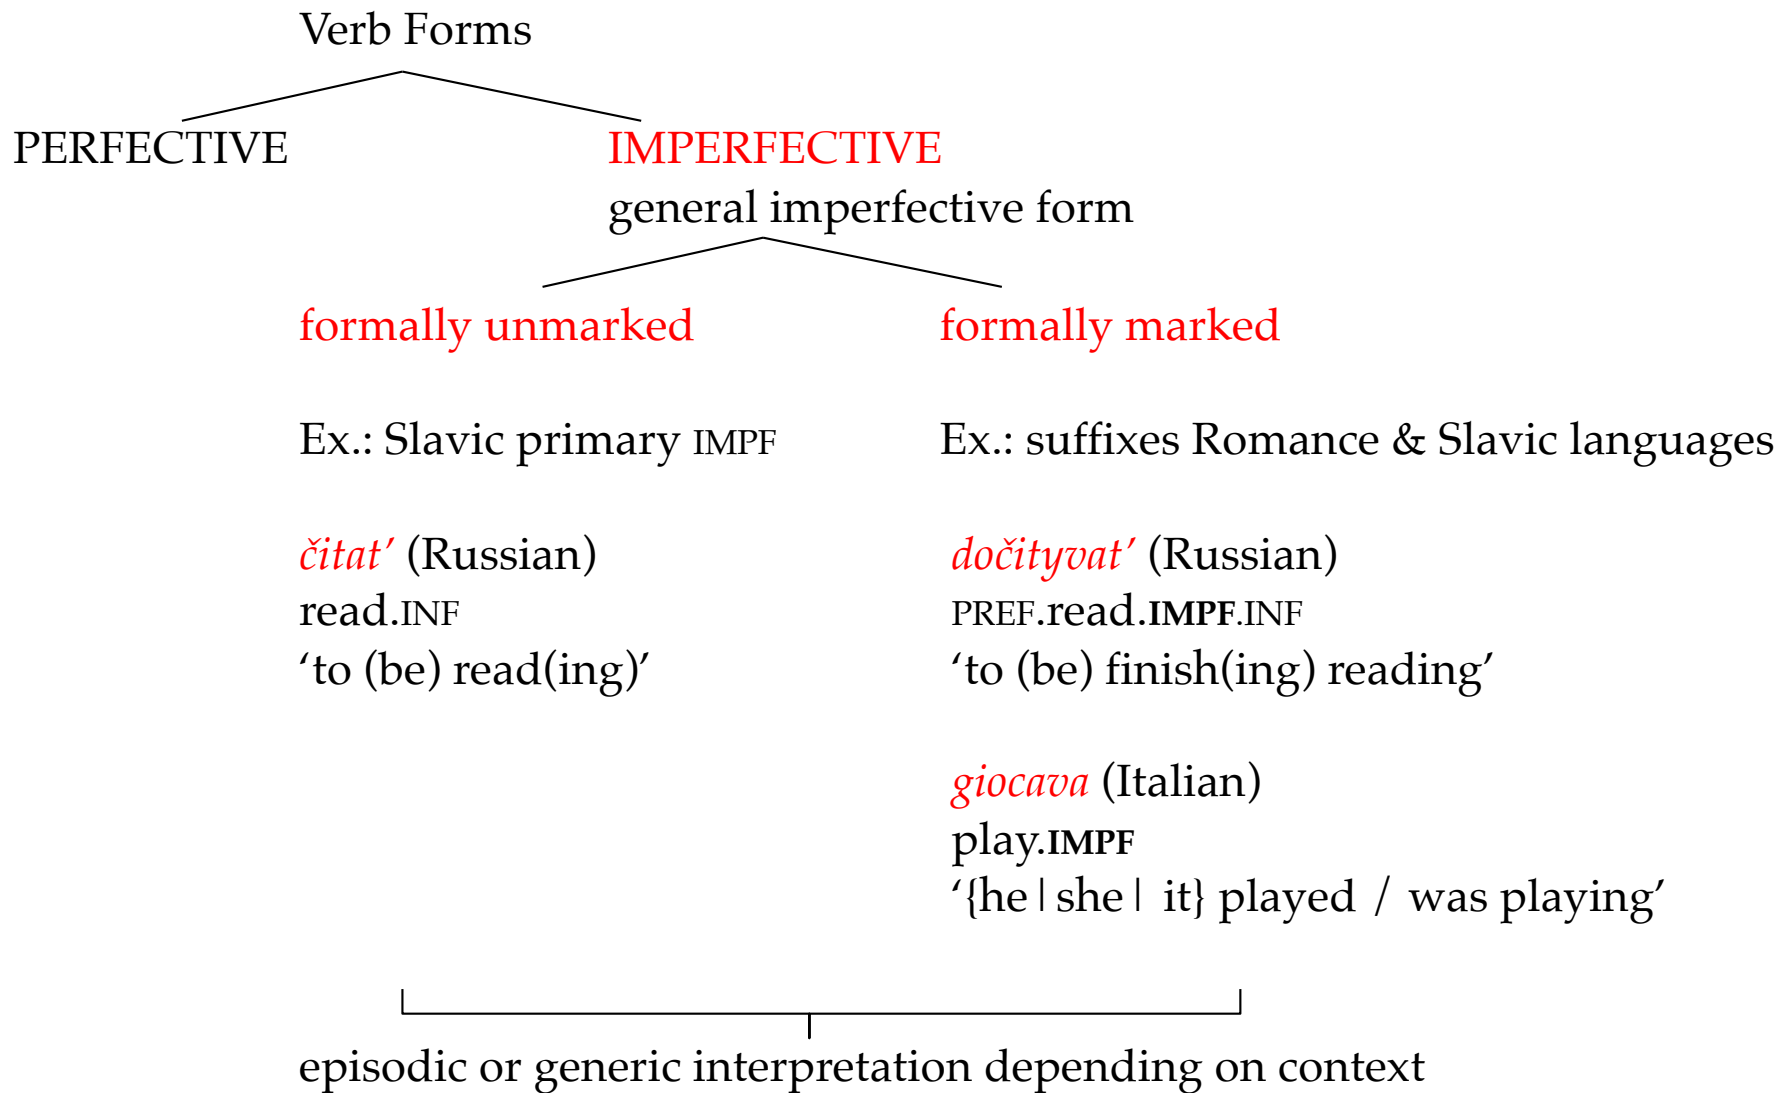 Verb Forms
PERFECTIVE IMPERFECTIVE
general imperfective form
formally unmarked formally marked
Ex.: Slavic primary IMPF Ex.: suffixes Romance & Slavic languages
čitat’ (Russian) dočityvat’ (Russian)
read.INF PREF.read.IMPF.INF
‘to (be) read(ing)’ ‘to (be) finish(ing) reading’
giocava (Italian)
play.IMPF
‘{he|she| it} played / was playing’
episodic or generic interpretation depending on context